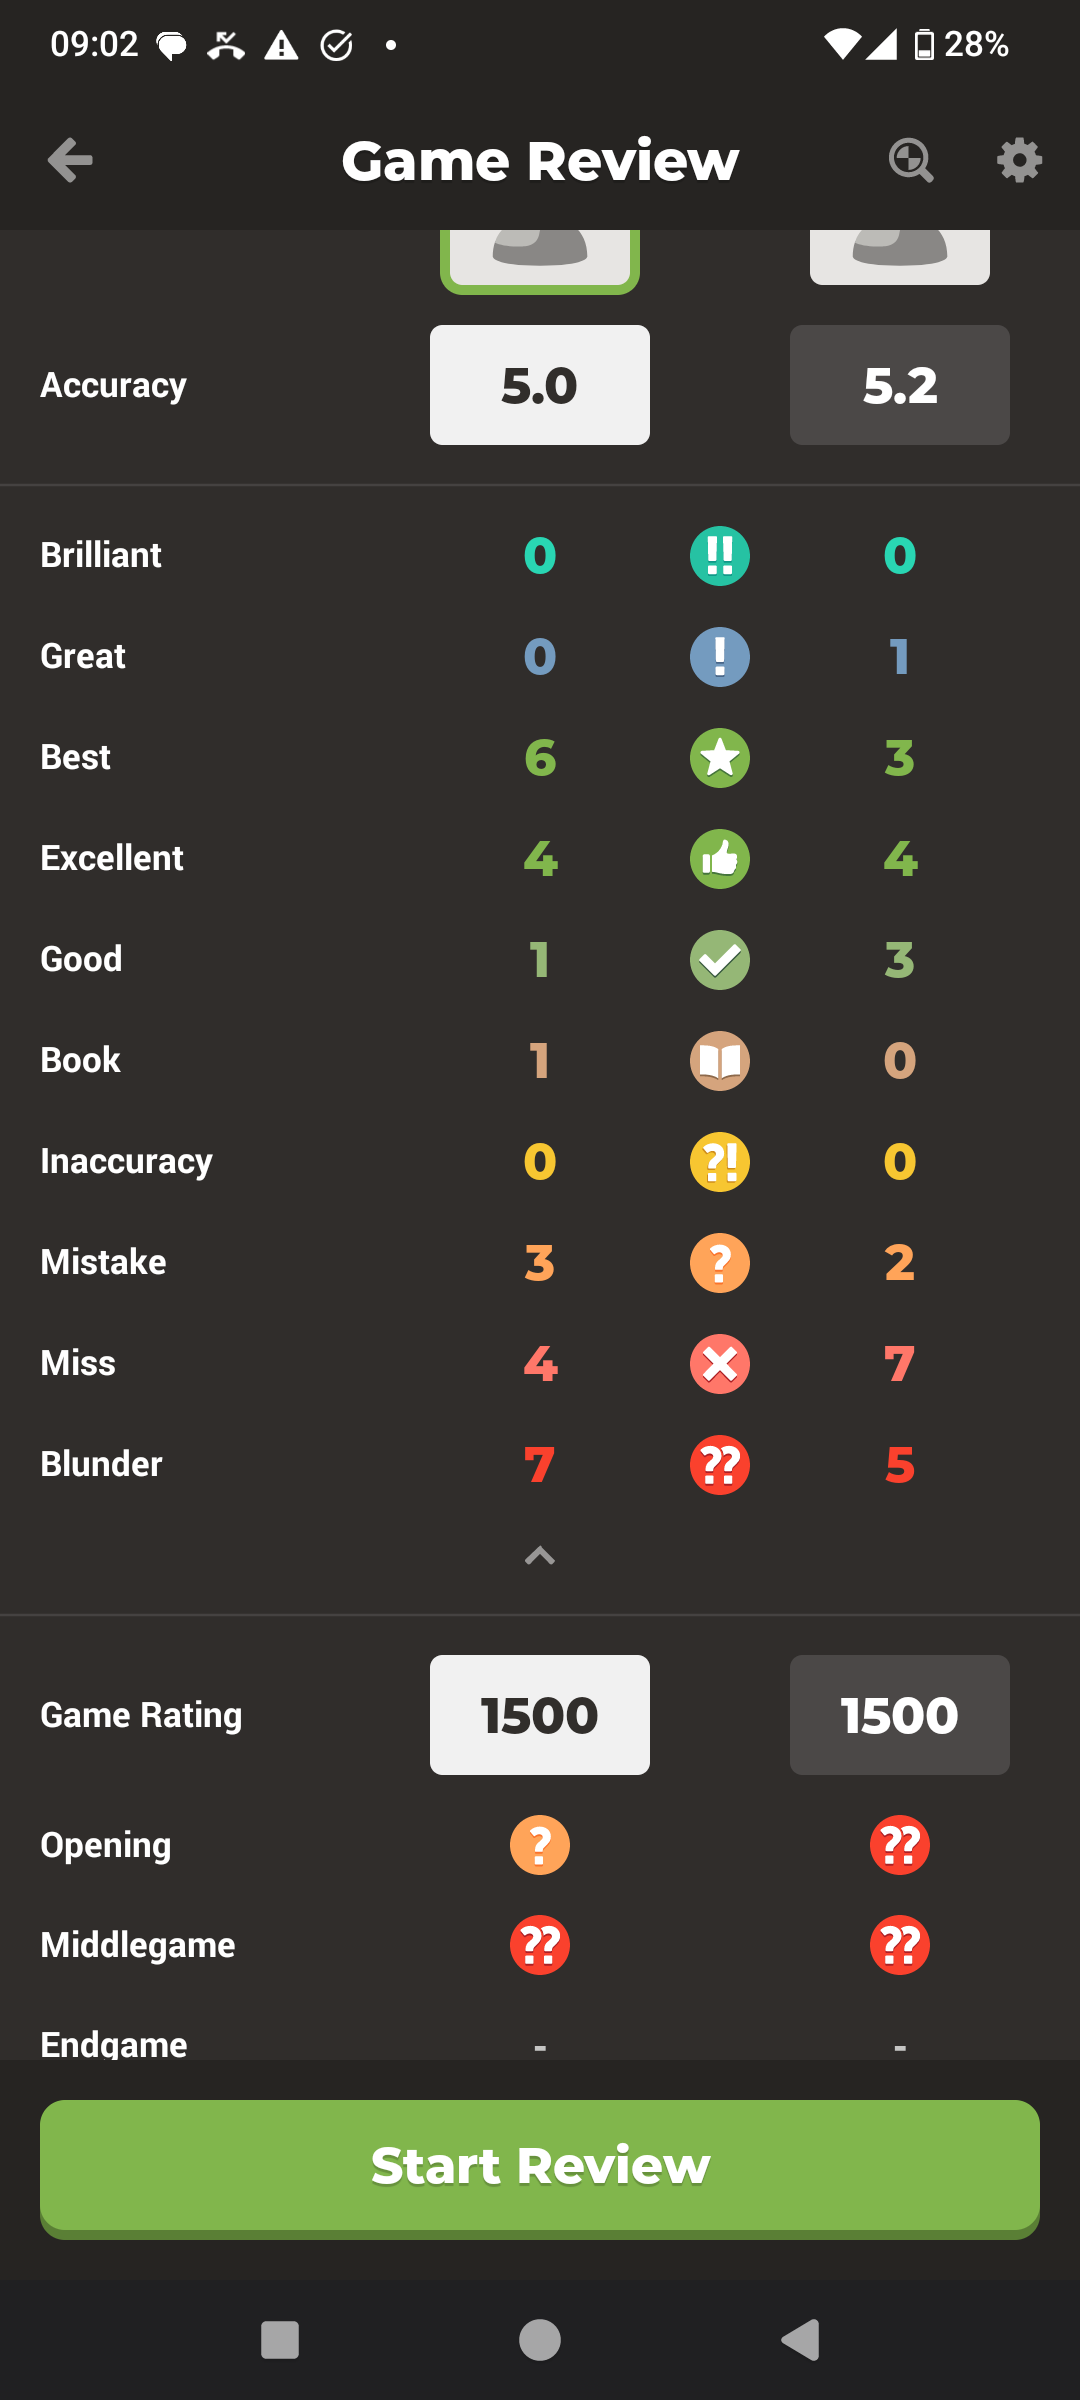 09:02 28%
Game Review
Accuracy 5.0 5.2
Brilliant 0 !! 0
Great 0 ! 1
Best 6 3
Excellent 4 4
Good 1 3
Book 1 0
Inaccuracy 0 ?! 0
Mistake 3 ? 2
Miss 4 7
Blunder 7 ?? 5
Game Rating 1500 1500
Opening ? ??
Middlegame ?? ??
Endgame - -
Start Review